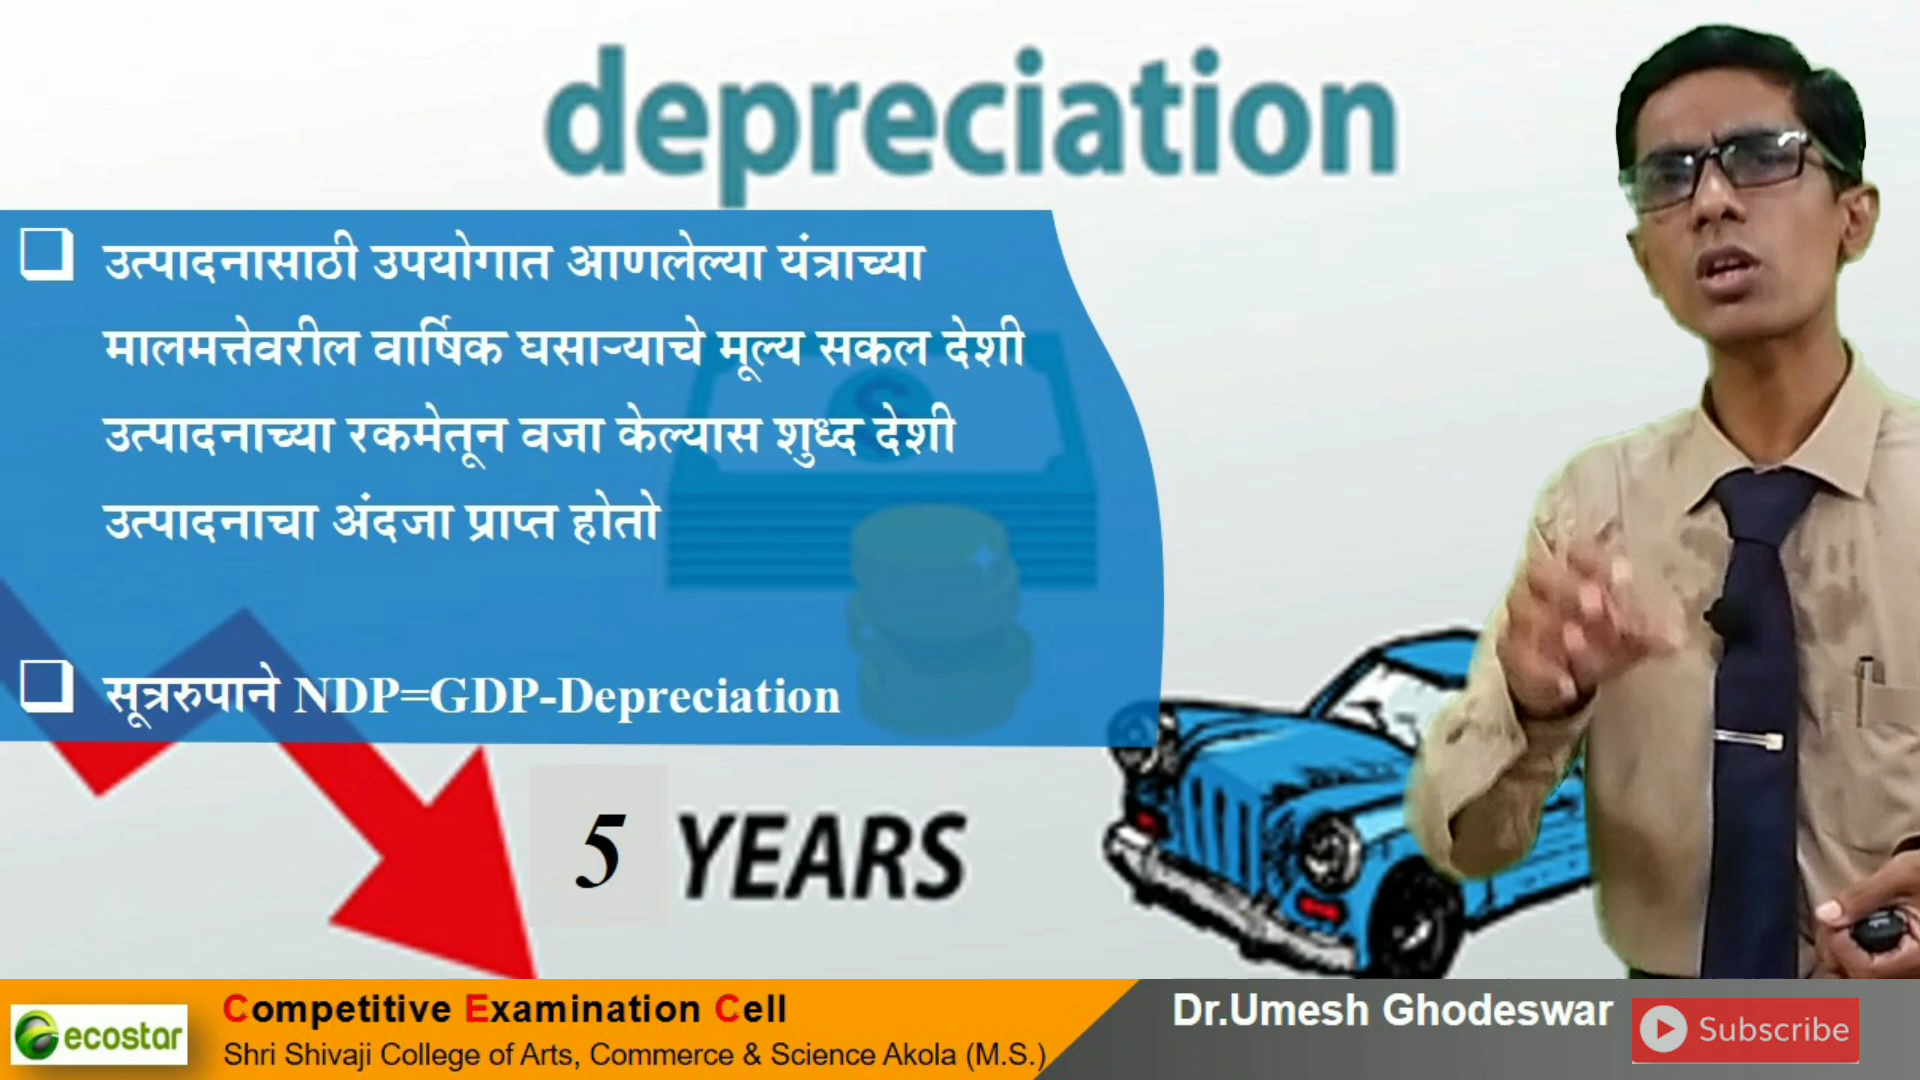 depreciation
उत्पादनासाठी उपयोगात आणलेल्या यंत्राच्या
मालमत्तेवरील वार्षिक घसाऱ्याचे मूल्य सकल देशी
उत्पादनाच्या रकमेतून वजा केल्यास शुध्द देशी
उत्पादनाचा अंदजा प्राप्त होतो
सूत्ररुपाने NDP=GDP-Depreciation
5 YEARS
ecostar
Competitive Examination Cell
Shri Shivaji College of Arts, Commerce & Science Akola (M.S.)
Dr.Umesh Ghodeswar
Subscribe